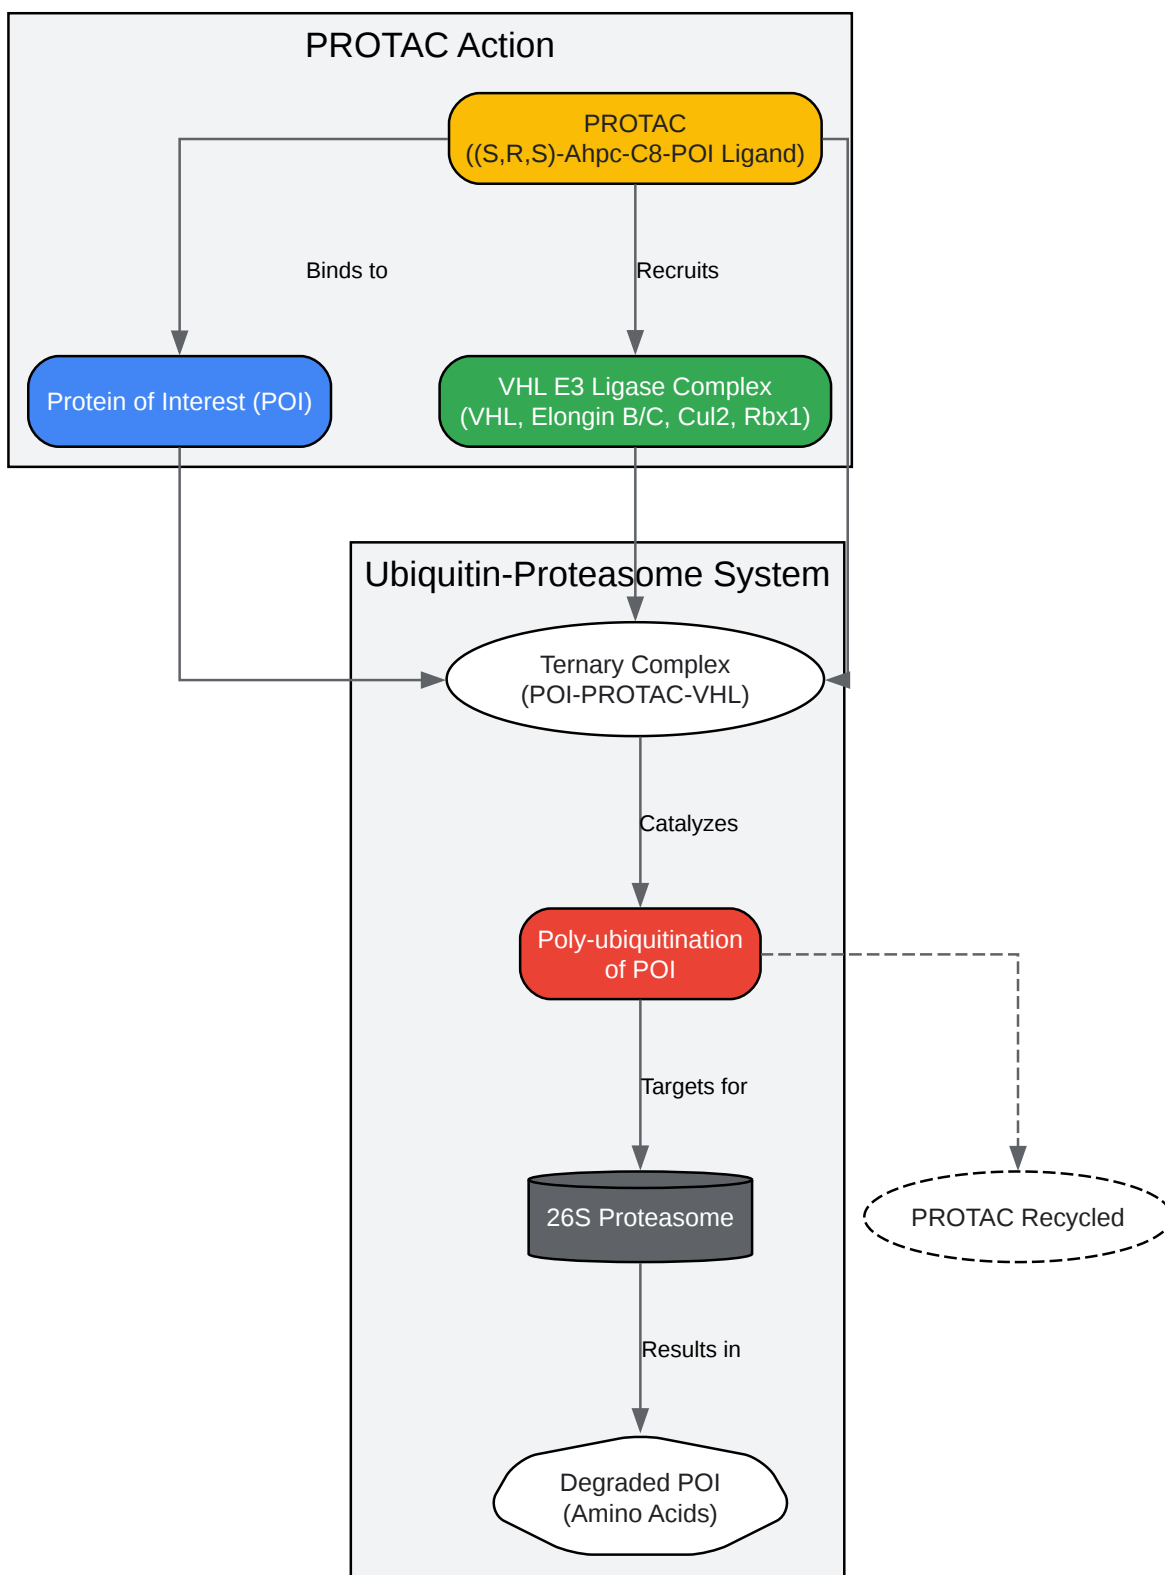 PROTAC Action
PROTAC
((S,R,S)-Ahpc-C8-POI Ligand)
Binds to
Recruits
Protein of Interest (POI)
VHL E3 Ligase Complex
(VHL, Elongin B/C, Cul2, Rbx1)
Ubiquitin-Proteasome System
Ternary Complex
(POI-PROTAC-VHL)
Catalyzes
Poly-ubiquitination
of POI
Targets for
26S Proteasome
PROTAC Recycled
Results in
Degraded POI
(Amino Acids)